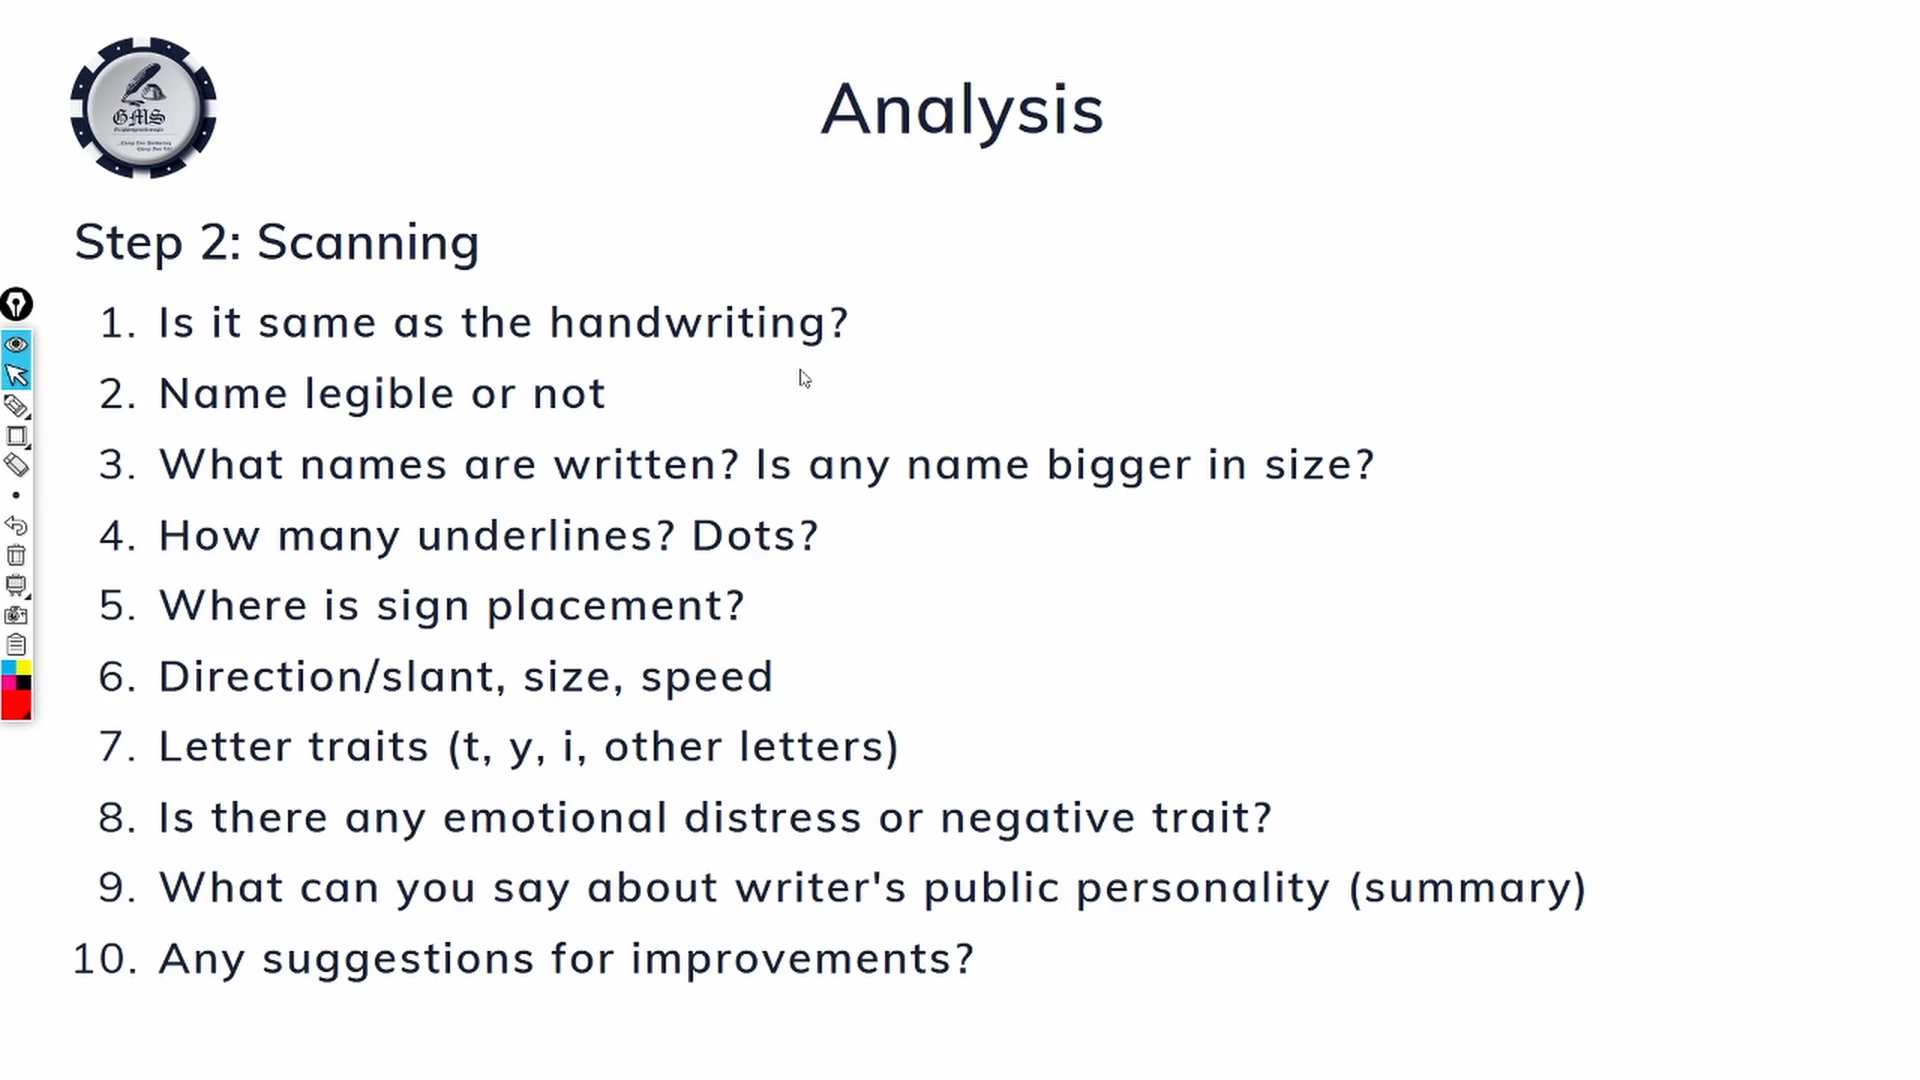 GMS
Analysis
Step 2: Scanning
1. Is it same as the handwriting?
2. Name legible or not
3. What names are written? Is any name bigger in size?
4. How many underlines? Dots?
5. Where is sign placement?
6. Direction/slant, size, speed
7. Letter traits (t, y, i, other letters)
8. Is there any emotional distress or negative trait?
9. What can you say about writer's public personality (summary)
10. Any suggestions for improvements?